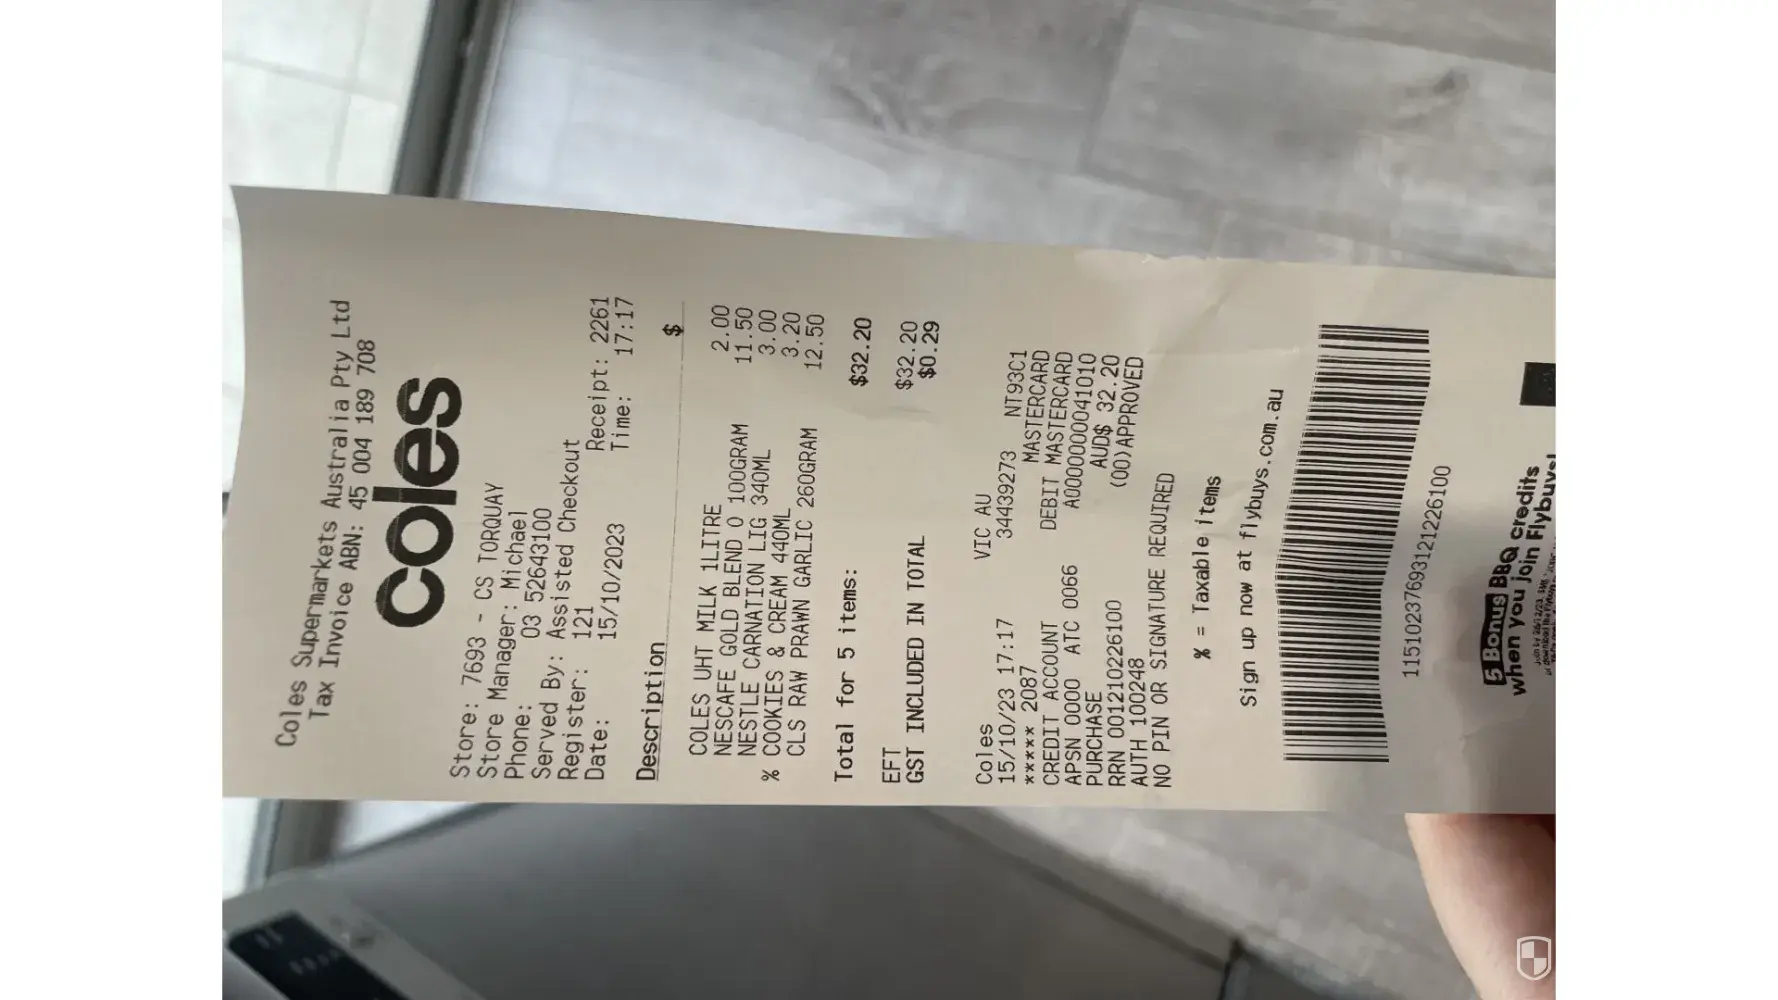 Coles Supermarkets Australia Pty Ltd
Tax Invoice ABN: 45 004 189 708
coles
Store: 7693 - CS TORQUAY
Store Manager: Michael
Phone: 03 52643100
Served By: Assisted Checkout
Register: 121 Receipt: 2261
Date: 15/10/2023 Time: 17:17
Description $
COLES UHT MILK 1LITRE 2.00
NESCAFE GOLD BLEND O 100GRAM 11.50
NESTLE CARNATION LIG 340ML 3.00
% COOKIES & CREAM 440ML 3.20
CLS RAW PRAWN GARLIC 260GRAM 12.50
Total for 5 items: $32.20
EFT $32.20
GST INCLUDED IN TOTAL $0.29
Coles VIC AU
15/10/23 17:17 34439273 NT93C1
***** 2087 MASTERCARD
CREDIT ACCOUNT DEBIT MASTERCARD
APSN 0000 ATC 0066 A0000000041010
PURCHASE AUD$ 32.20
RRN 001210226100 (00)APPROVED
AUTH 100248
NO PIN OR SIGNATURE REQUIRED
% = Taxable items
Sign up now at flybuys.com.au
1151023769312122​6100
5 Bonus BBQ credits
when you join Flybuys!